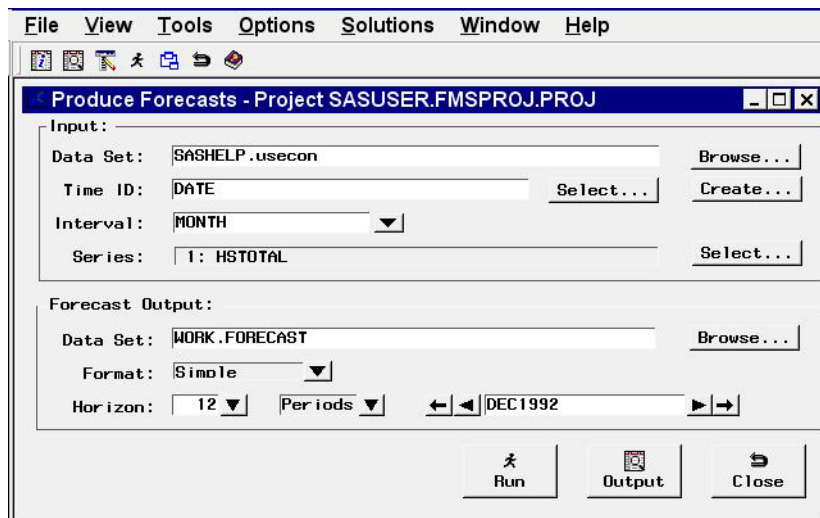 File View Tools Options Solutions Window Help
Produce Forecasts - Project SASUSER.FMSPROJ.PROJ
Input:
Data Set: SASHELP.usecon Browse...
Time ID: DATE Select... Create...
Interval: MONTH
Series: 1: HSTOTAL Select...
Forecast Output:
Data Set: WORK.FORECAST Browse...
Format: Simple
Horizon: 12 Periods DEC1992
Run Output Close